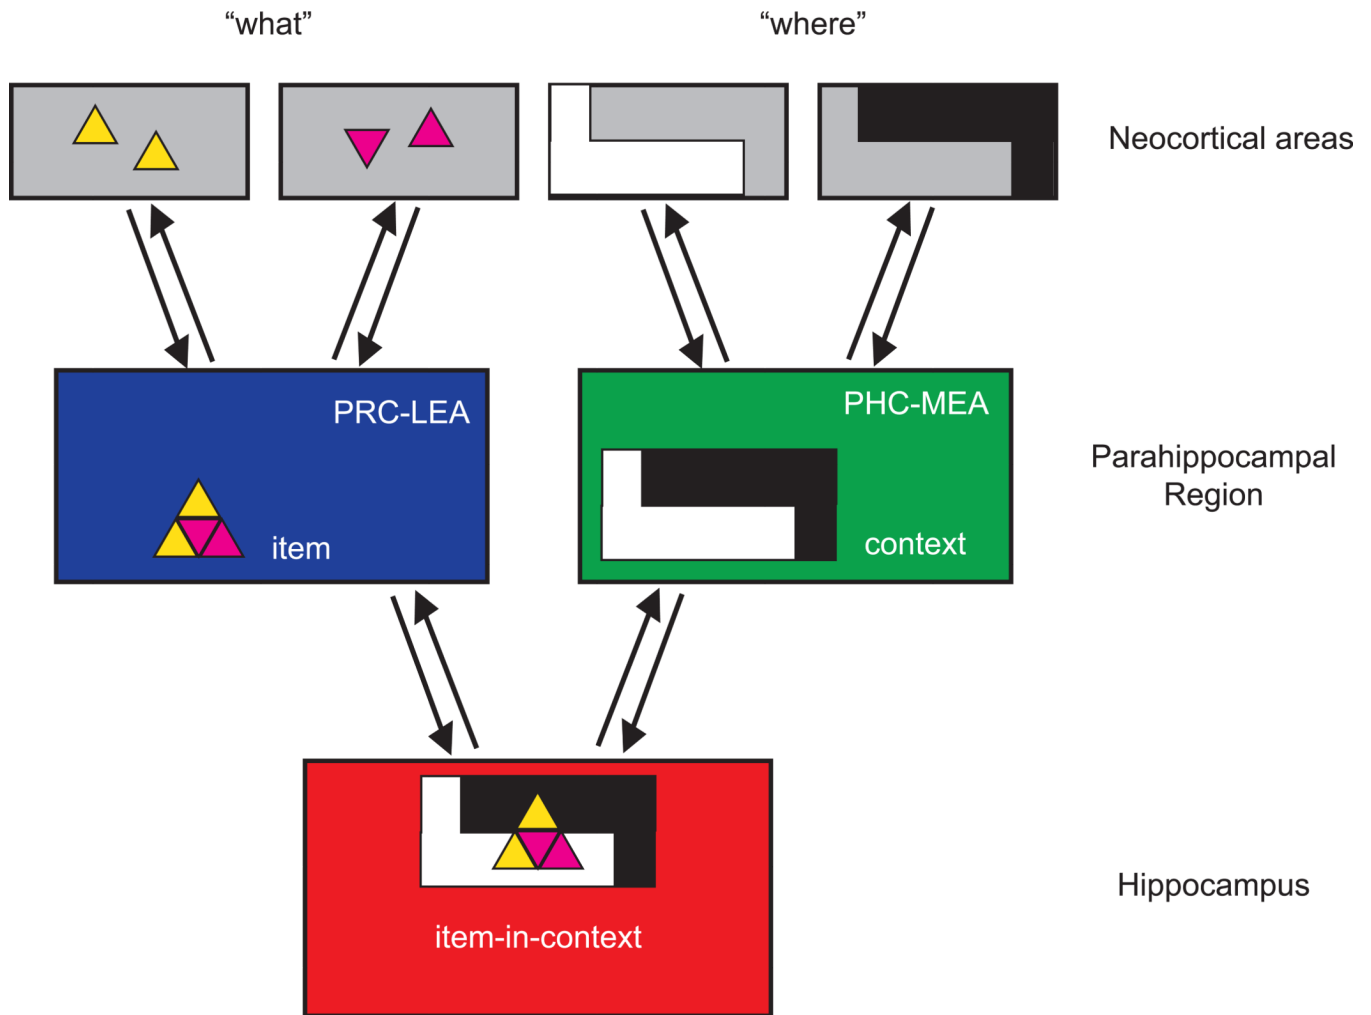 “what”
“where”
Neocortical areas
PRC-LEA
item
PHC-MEA
context
Parahippocampal
Region
item-in-context
Hippocampus